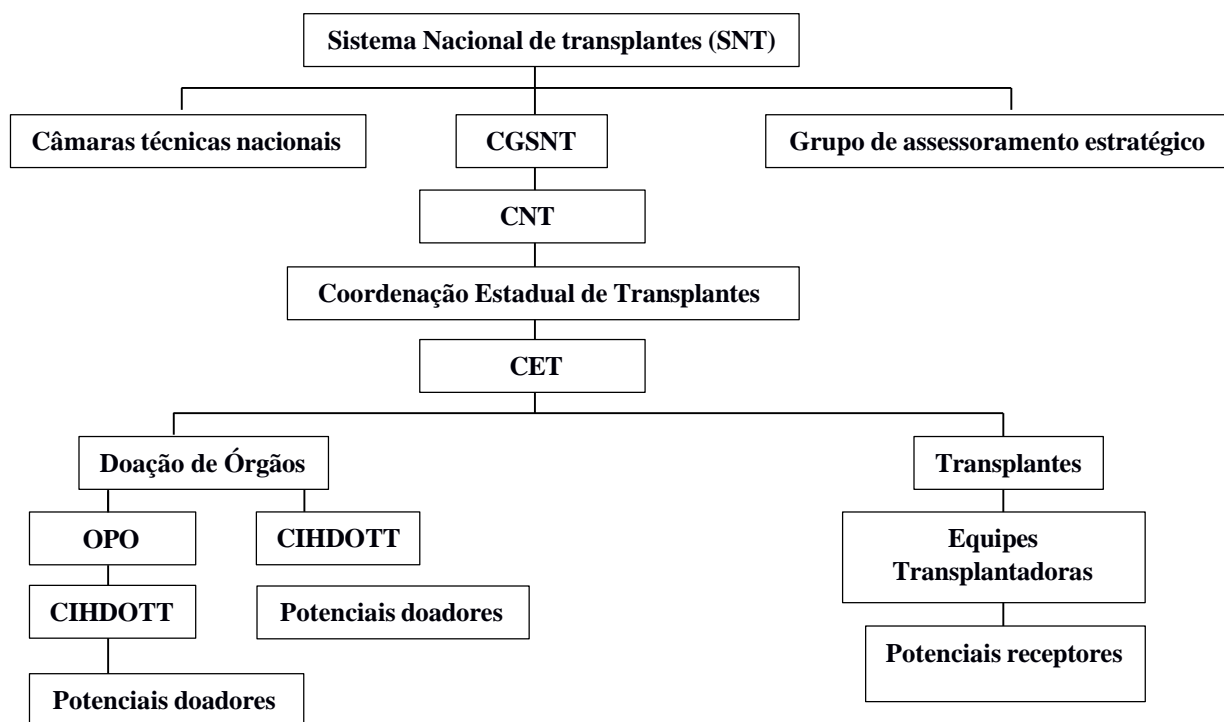 Sistema Nacional de transplantes (SNT)
Câmaras técnicas nacionais
CGSNT
Grupo de assessoramento estratégico
CNT
Coordenação Estadual de Transplantes
CET
Doação de Órgãos
Transplantes
OPO
CIHDOTT
Equipes
Transplantadoras
CIHDOTT
Potenciais doadores
Potenciais receptores
Potenciais doadores